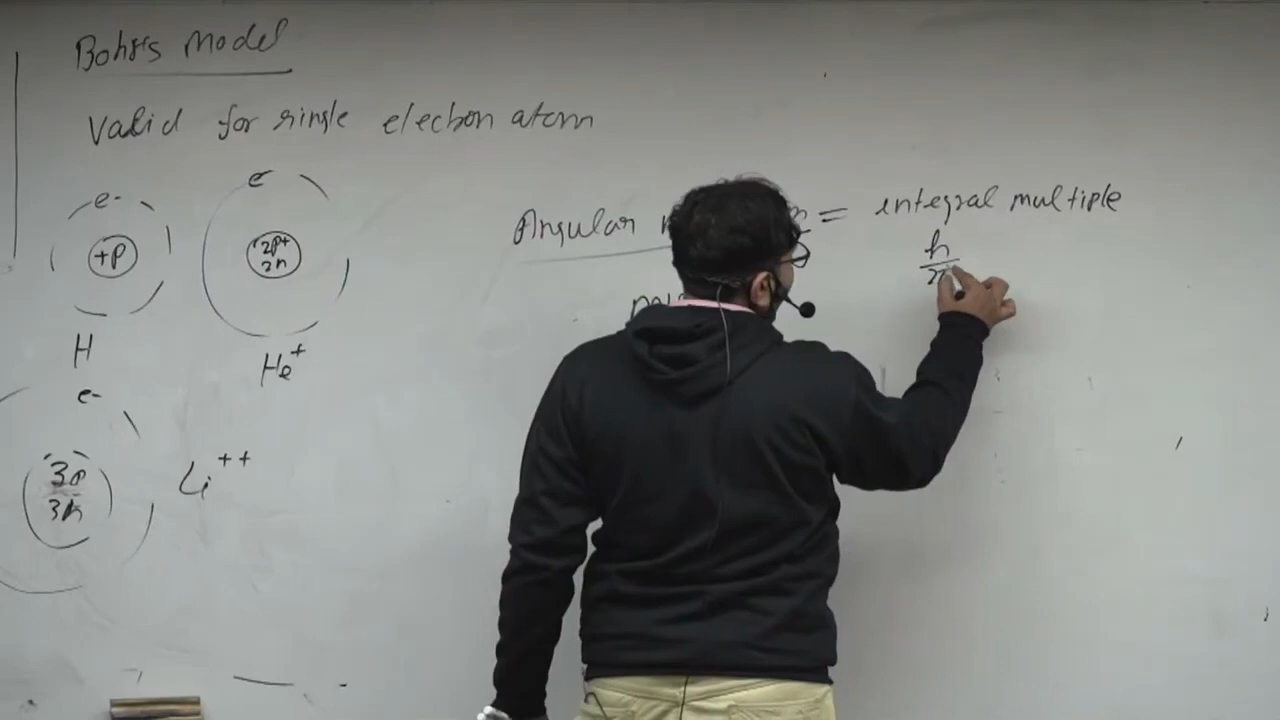 Bohr's Model
Valid for single electron atom
e-
+P
H
e-
2p+
2n
He+
e-
3p
3n
Li++
Angular = integral multiple
h